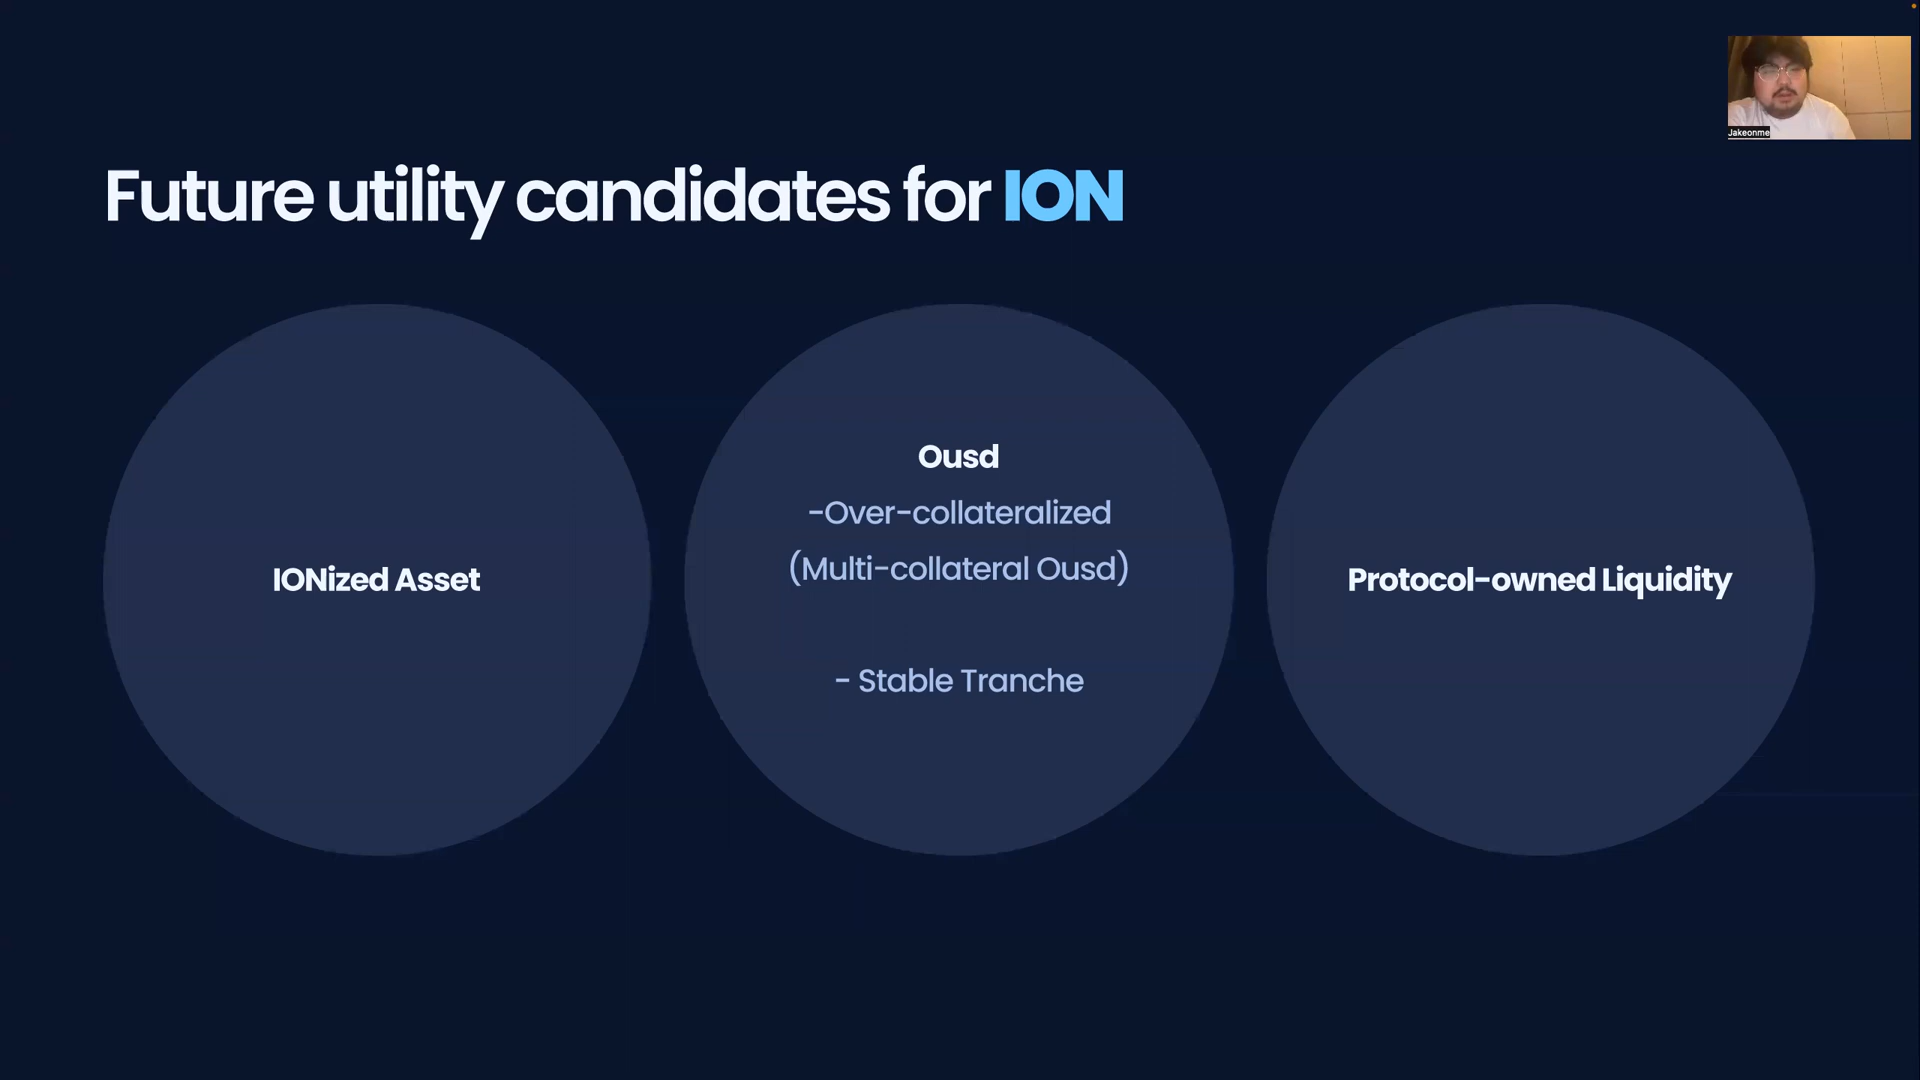 Jakeonme
Future utility candidates for ION
IONized Asset
Ousd
-Over-collateralized
(Multi-collateral Ousd)
- Stable Tranche
Protocol-owned Liquidity